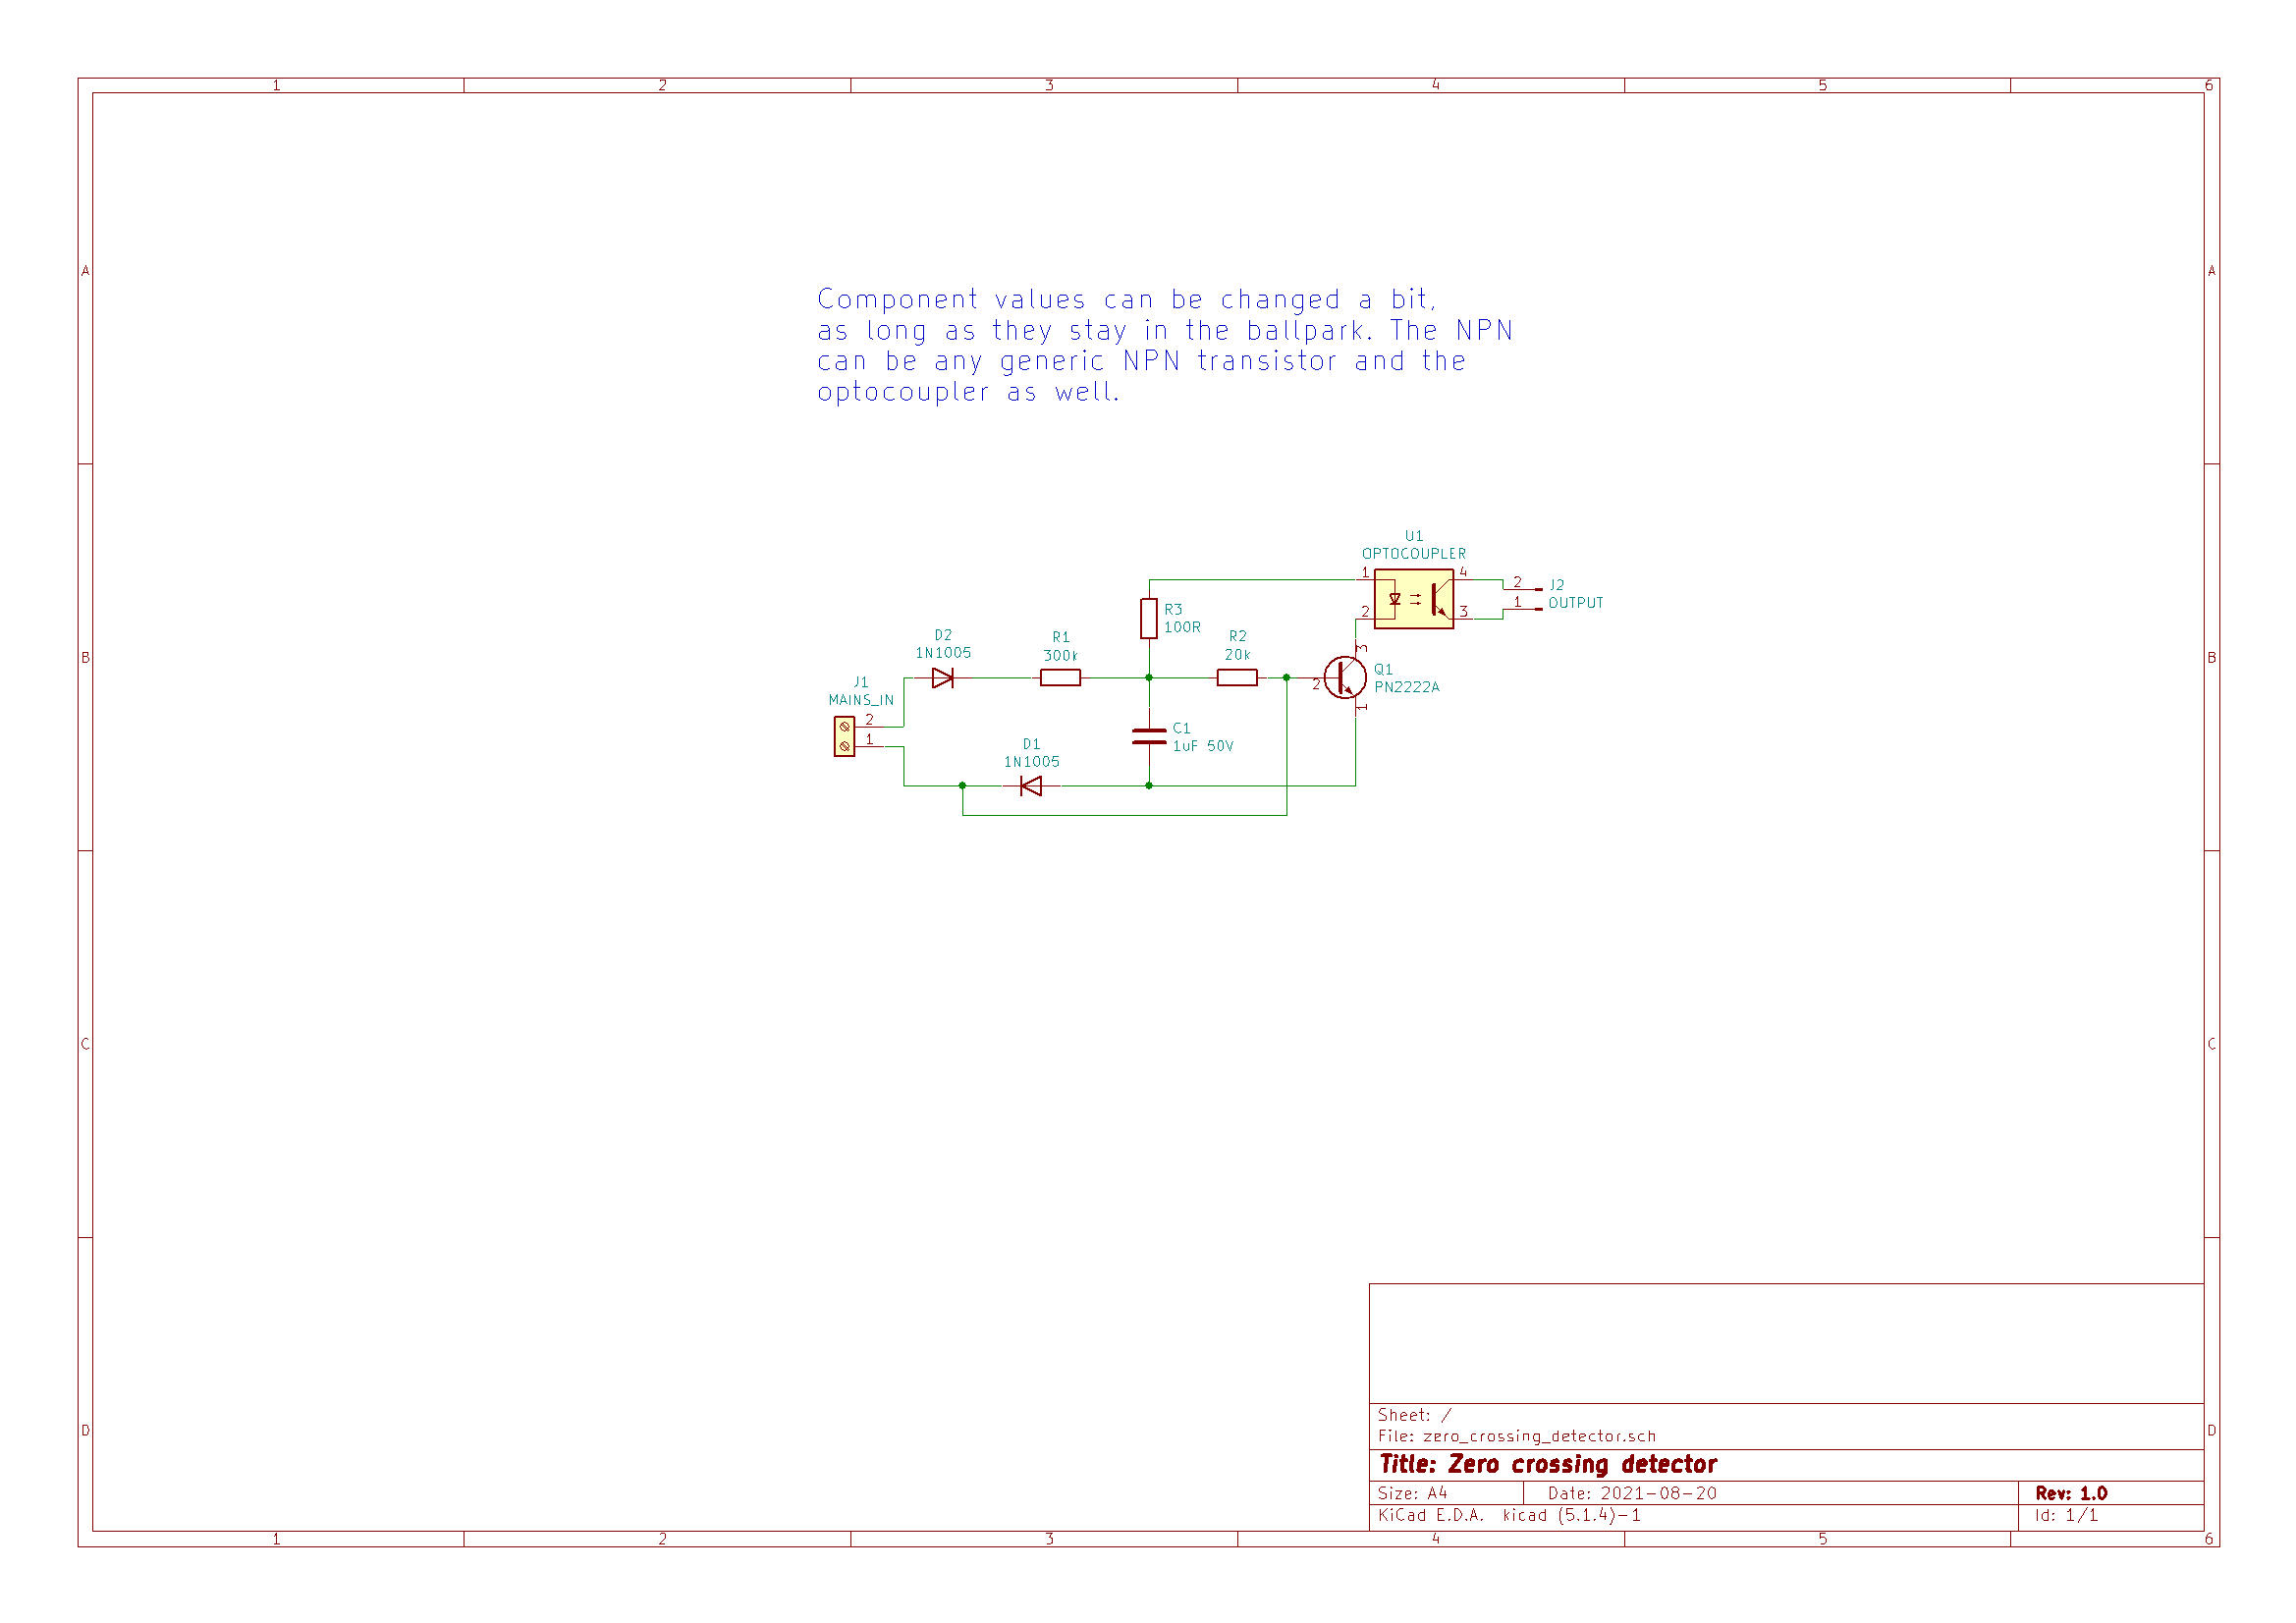 1 2 3 4 5 6
A A
Component values can be changed a bit,
as long as they stay in the ballpark. The NPN
can be any generic NPN transistor and the
optocoupler as well.
U1
OPTOCOUPLER
1 4
2 J2
1 OUTPUT
2 3
R3
100R
D2
1N1005
R1
300k
R2
20k
3
B B
Q1
PN2222A
2
1
J1
MAINS_IN
2
1
C1
1uF 50V
D1
1N1005
C C
Sheet: /
File: zero_crossing_detector.sch
D D
Title: Zero crossing detector
Size: A4 Date: 2021-08-20 Rev: 1.0
KiCad E.D.A. kicad (5.1.4)-1 Id: 1/1
1 2 3 4 5 6